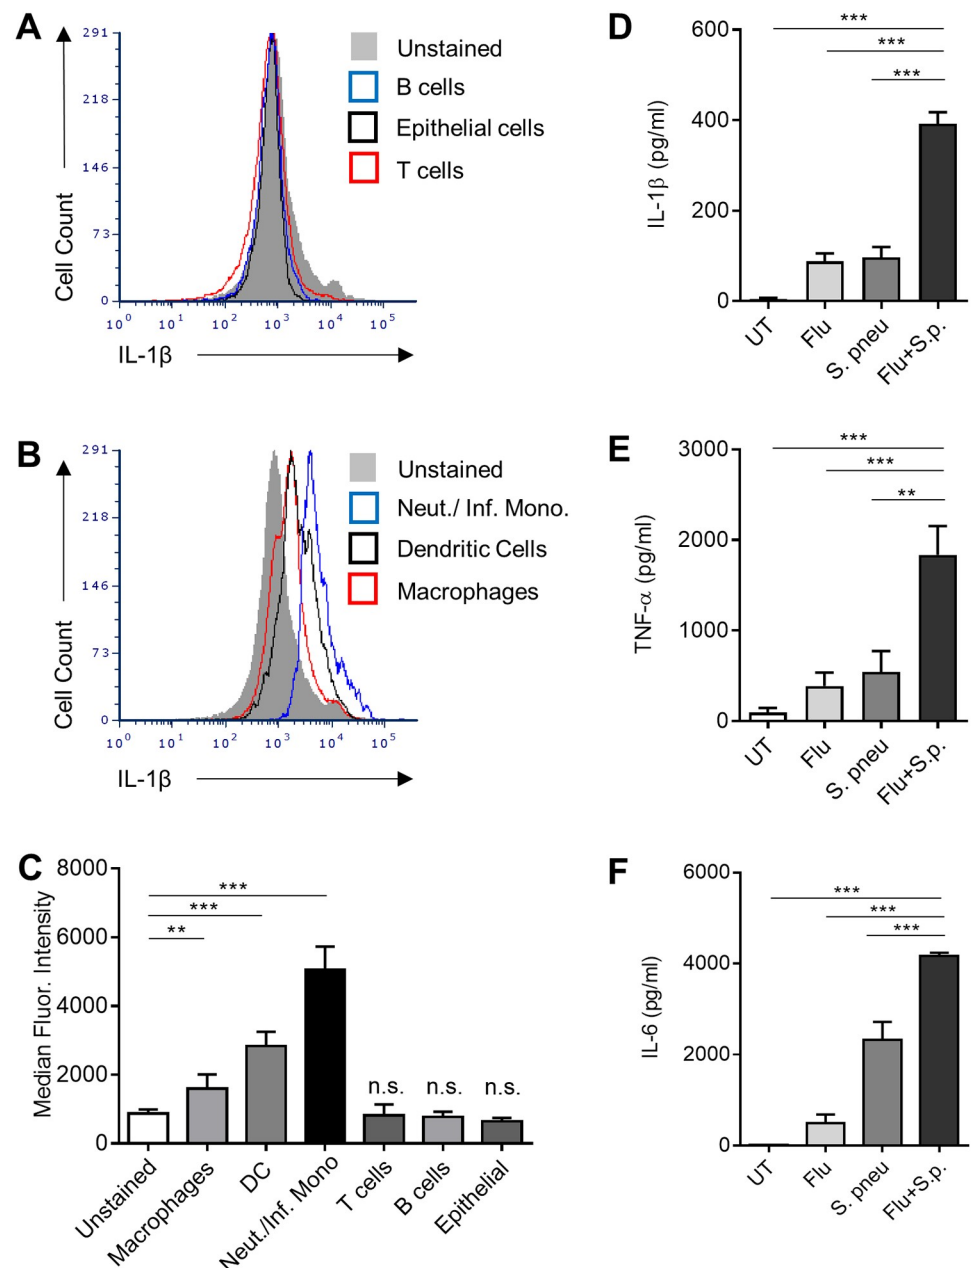 A
291
218
146
73
0
Cell Count
10^0 10^1 10^2 10^3 10^4 10^5
IL-1β
Unstained
B cells
Epithelial cells
T cells
B
291
218
146
73
0
Cell Count
10^0 10^1 10^2 10^3 10^4 10^5
IL-1β
Unstained
Neut./ Inf. Mono.
Dendritic Cells
Macrophages
C
8000
6000
4000
2000
0
Median Fluor. Intensity
***
***
**
n.s. n.s. n.s.
Unstained
Macrophages
DC
Neut./Inf. Mono
T cells
B cells
Epithelial
D
600
400
200
0
IL-1β (pg/ml)
***
***
***
UT
Flu
S. pneu
Flu+S.p.
E
3000
2000
1000
0
TNF-α (pg/ml)
***
***
**
UT
Flu
S. pneu
Flu+S.p.
F
6000
4000
2000
0
IL-6 (pg/ml)
***
***
***
UT
Flu
S. pneu
Flu+S.p.